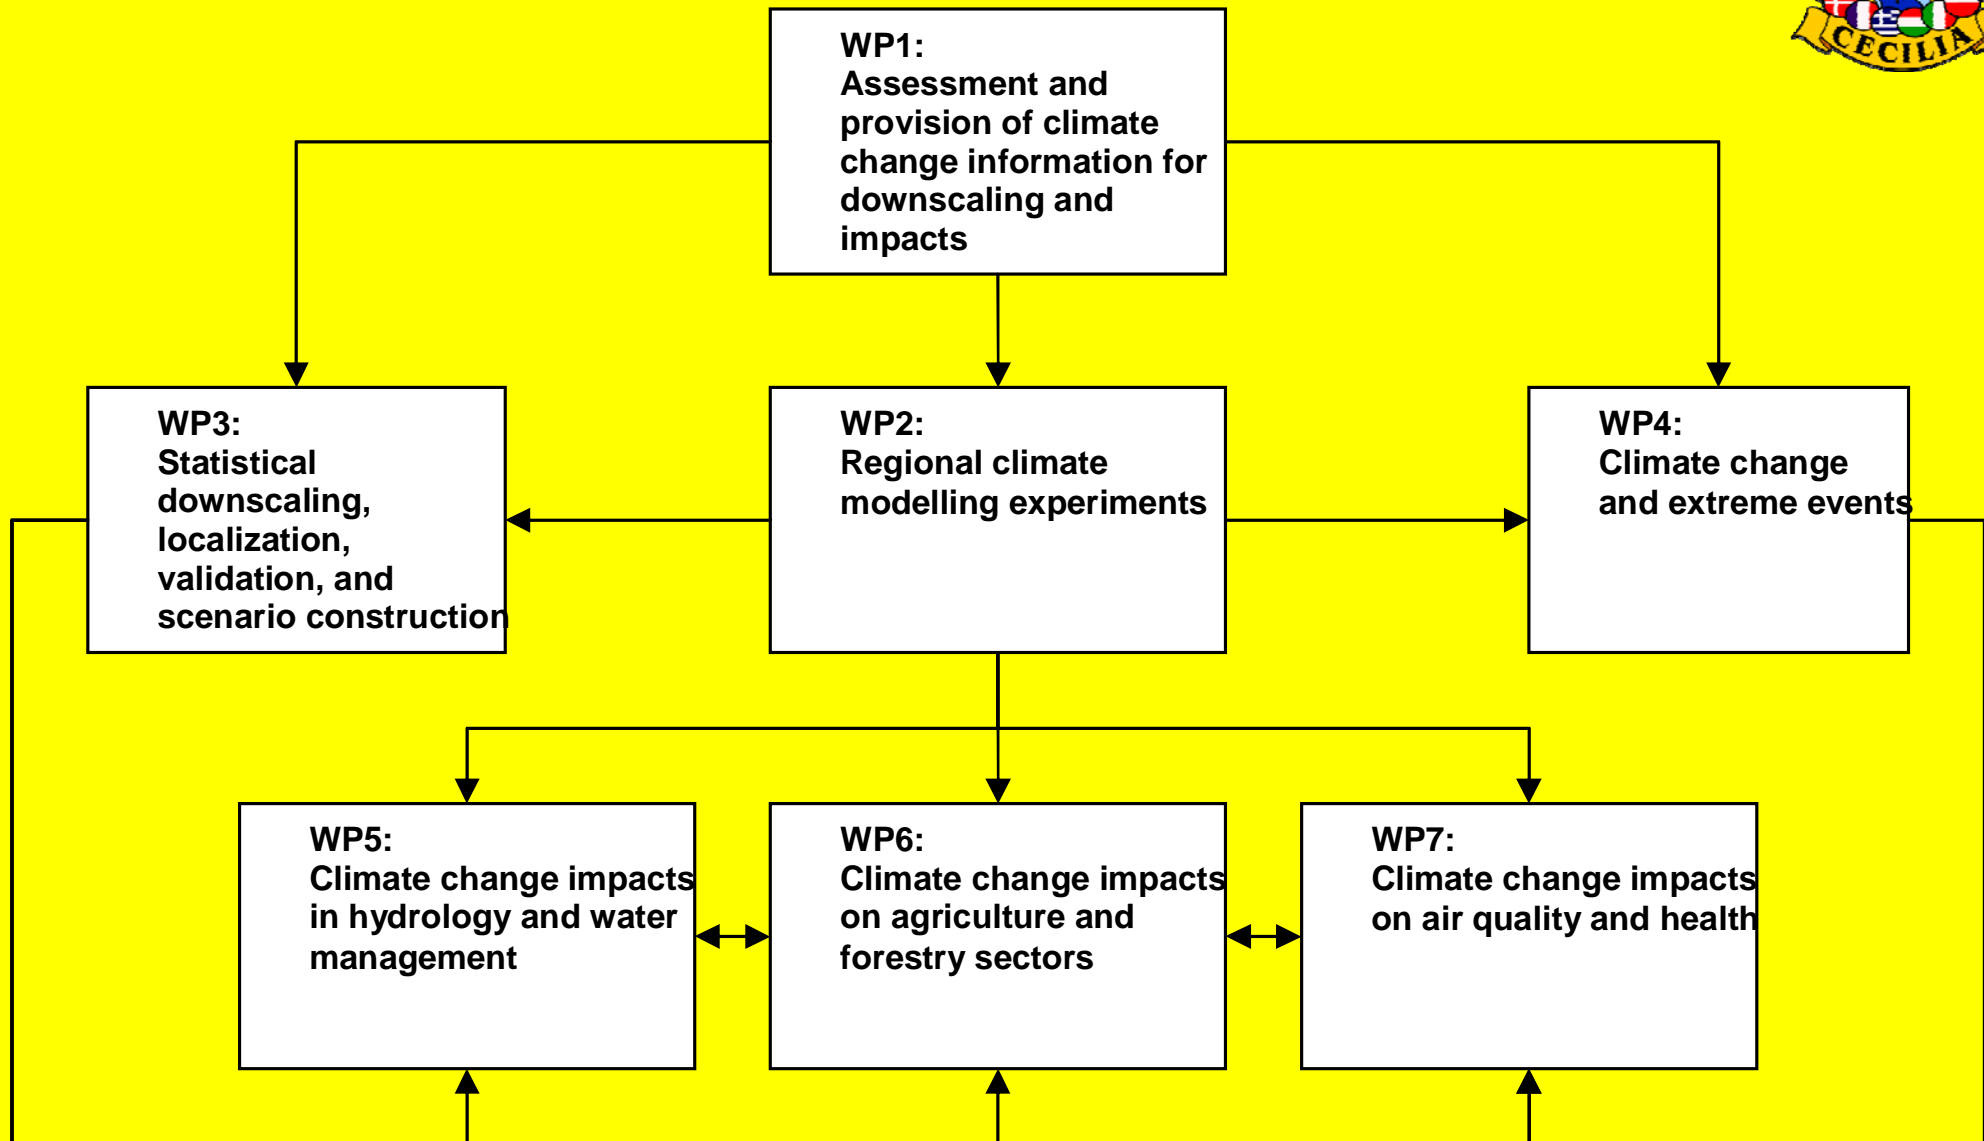 CECILIA
WP1:
Assessment and
provision of climate
change information for
downscaling and
impacts
WP3:
Statistical
downscaling,
localization,
validation, and
scenario construction
WP2:
Regional climate
modelling experiments
WP4:
Climate change
and extreme events
WP5:
Climate change impacts
in hydrology and water
management
WP6:
Climate change impacts
on agriculture and
forestry sectors
WP7:
Climate change impacts
on air quality and health